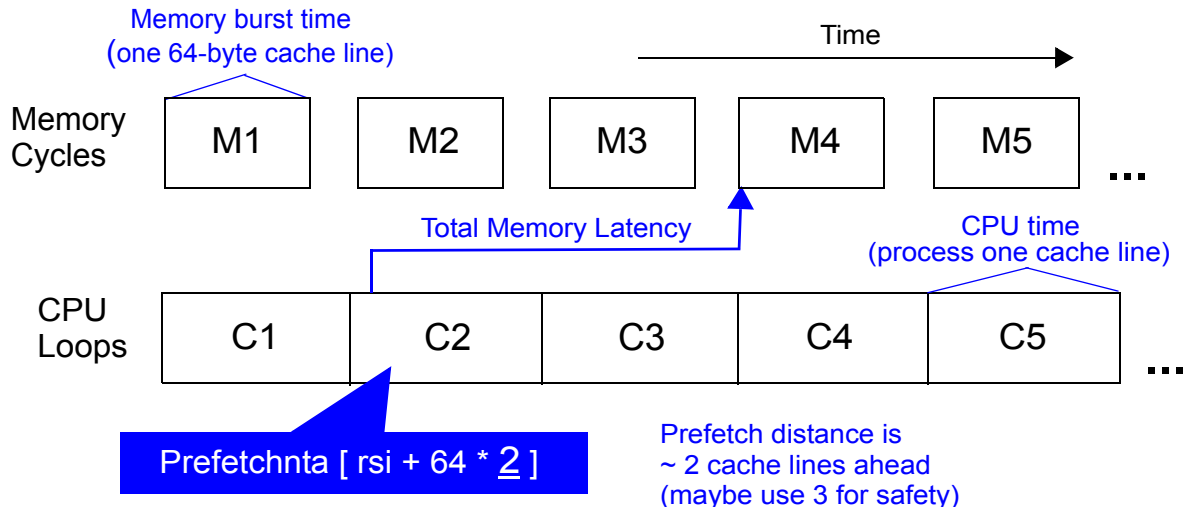 Memory burst time
(one 64-byte cache line)
Time
Memory
Cycles
M1
M2
M3
M4
M5
...
Total Memory Latency
CPU time
(process one cache line)
CPU
Loops
C1
C2
C3
C4
C5
...
Prefetchnta [ rsi + 64 * 2 ]
Prefetch distance is
~ 2 cache lines ahead
(maybe use 3 for safety)